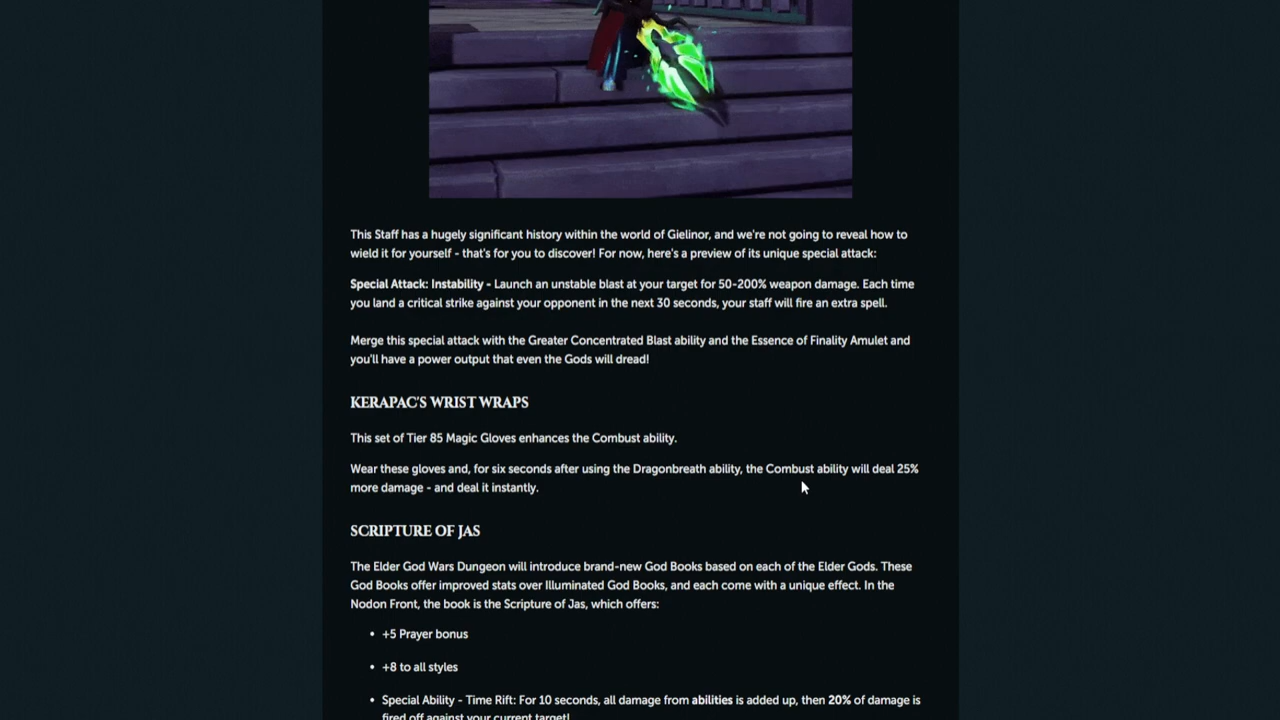 This Staff has a hugely significant history within the world of Gielinor, and we're not going to reveal how to
wield it for yourself - that's for you to discover! For now, here's a preview of its unique special attack:
Special Attack: Instability - Launch an unstable blast at your target for 50-200% weapon damage. Each time
you land a critical strike against your opponent in the next 30 seconds, your staff will fire an extra spell.
Merge this special attack with the Greater Concentrated Blast ability and the Essence of Finality Amulet and
you'll have a power output that even the Gods will dread!
KERAPAC'S WRIST WRAPS
This set of Tier 85 Magic Gloves enhances the Combust ability.
Wear these gloves and, for six seconds after using the Dragonbreath ability, the Combust ability will deal 25%
more damage - and deal it instantly.
SCRIPTURE OF JAS
The Elder God Wars Dungeon will introduce brand-new God Books based on each of the Elder Gods. These
God Books offer improved stats over Illuminated God Books, and each come with a unique effect. In the
Nodon Front, the book is the Scripture of Jas, which offers:
• +5 Prayer bonus
• +8 to all styles
• Special Ability - Time Rift: For 10 seconds, all damage from abilities is added up, then 20% of damage is
fired off against your current target!